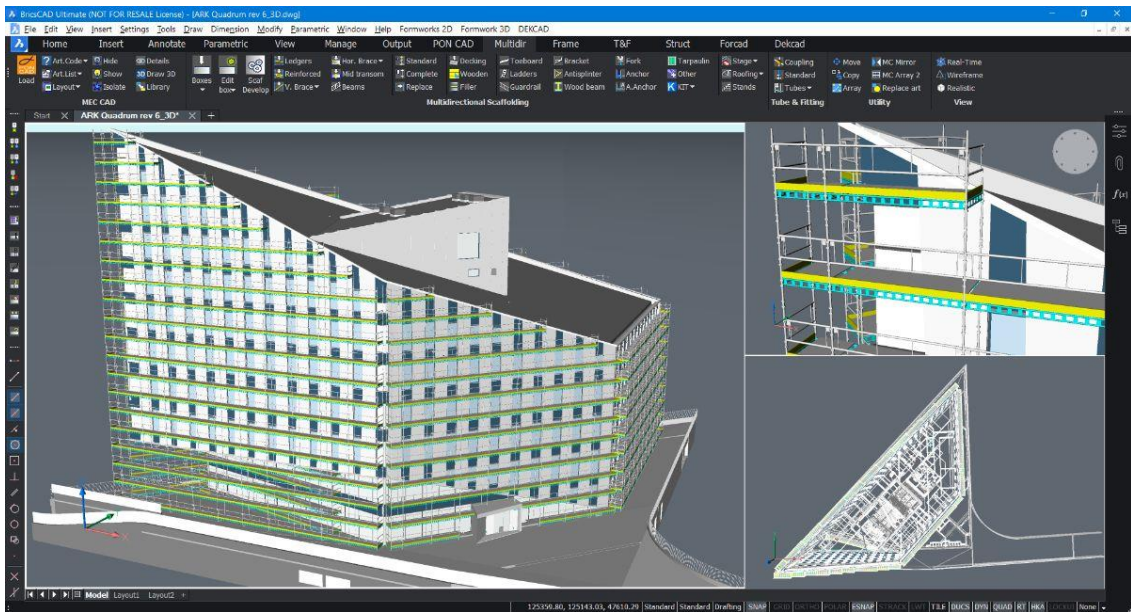 BricsCAD Ultimate (NOT FOR RESALE License) - [ARK Quadrum rev 6_3D.dwg]
File Edit View Insert Settings Tools Draw Dimension Modify Parametric Window Help Formworks 2D Formwork 3D DEKCAD
Home Insert Annotate Parametric View Manage Output PON CAD Multidir Frame T&F Struct Forcad Dekcad
Art.Code Hide Details Ledgers Hor. Brace Standard Decking Toeboard Bracket Fork Tarpaulin Stage Coupling Move MC Mirror Real-Time
Load Art.List Show Draw 3D Boxes Edit box Scaf Develop Reinforced Mid transom Complete Wooden Ladders Antisplinter Anchor Other Roofing Standard Copy MC Array 2 Wireframe
Layout Isolate Library V. Brace Beams Replace Filler Guardrail Wood beam A.Anchor KIT Stands Tubes Array Replace art Realistic
MEC CAD Multidirectional Scaffolding Tube & Fitting Utility View
Start ARK Quadrum rev 6_3D*
f(x)
Model Layout1 Layout2
125359.80, 125143.03, 47610.29 Standard Standard Drafting SNAP GRID ORTHO POLAR ESNAP STRACK LWT TILE DUCS DYN QUAD RT HKA LOCKUI None